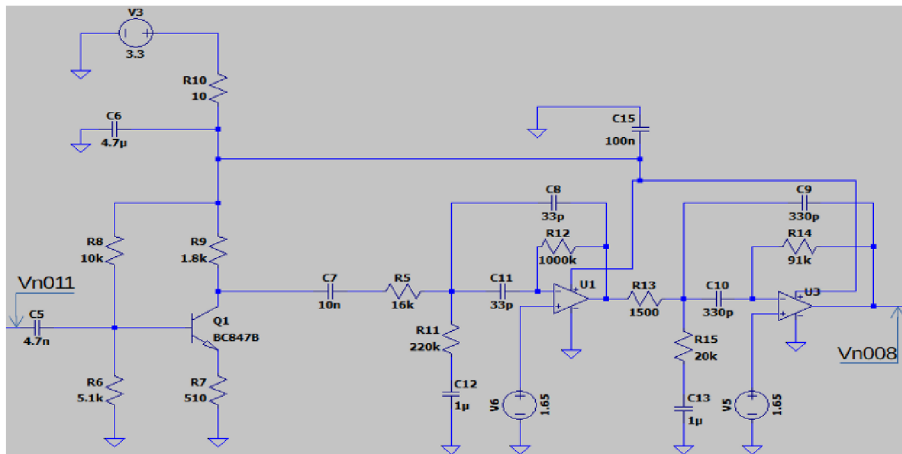 V3
3.3
R10
10
C6
4.7µ
C15
100n
C8
33p
C9
330p
R8
10k
R9
1.8k
R12
1000k
R14
91k
Vn011
C7
10n
R5
16k
C11
33p
U1
R13
1500
C10
330p
U3
C5
4.7n
Q1
BC847B
R11
220k
R15
20k
Vn008
R6
5.1k
R7
510
C12
1µ
V6
1.65
C13
1µ
V5
1.65